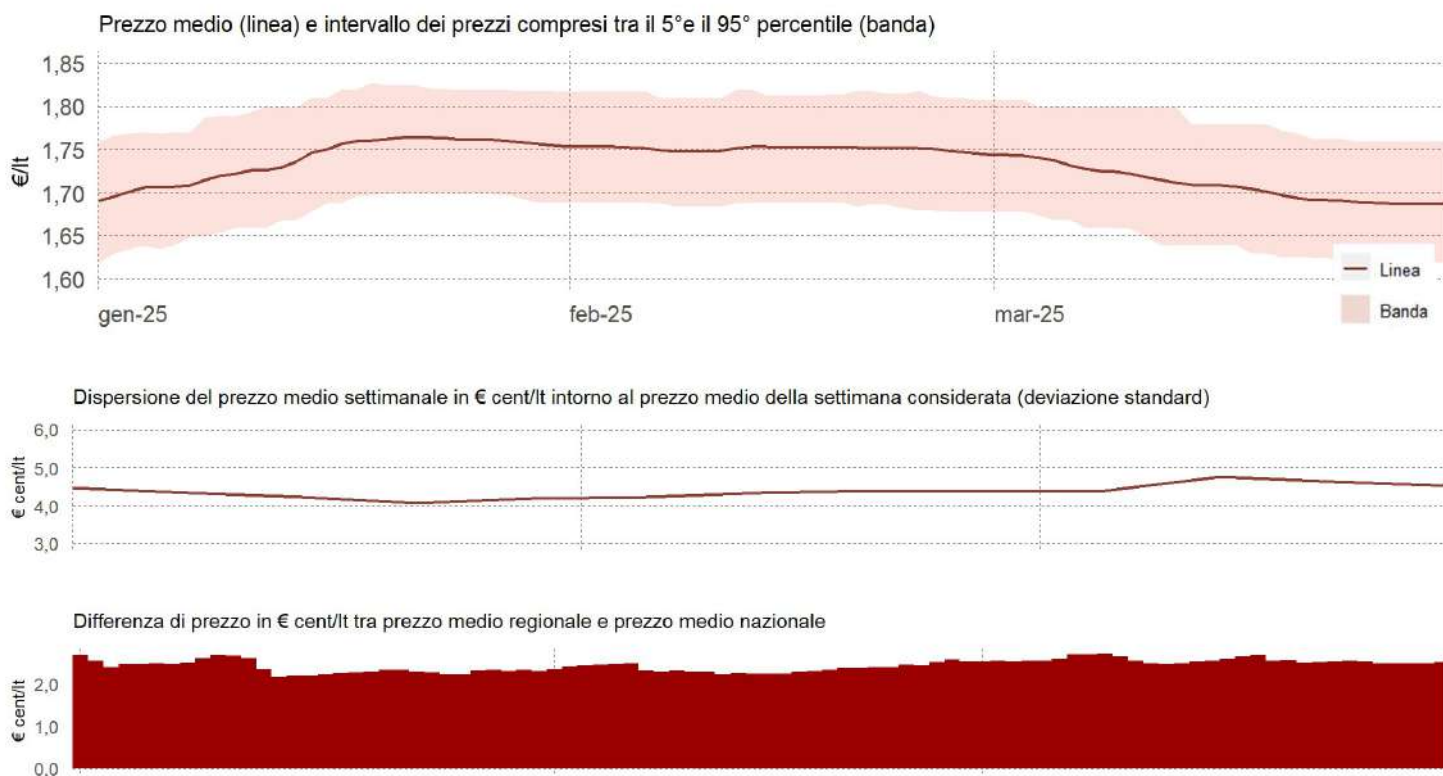 Prezzo medio (linea) e intervallo dei prezzi compresi tra il 5°e il 95° percentile (banda)
1,85
1,80
1,75
1,70
1,65
1,60
€/lt
Linea
Banda
gen-25
feb-25
mar-25
Dispersione del prezzo medio settimanale in € cent/lt intorno al prezzo medio della settimana considerata (deviazione standard)
6,0
5,0
4,0
3,0
€ cent/lt
Differenza di prezzo in € cent/lt tra prezzo medio regionale e prezzo medio nazionale
2,0
1,0
0,0
€ cent/lt